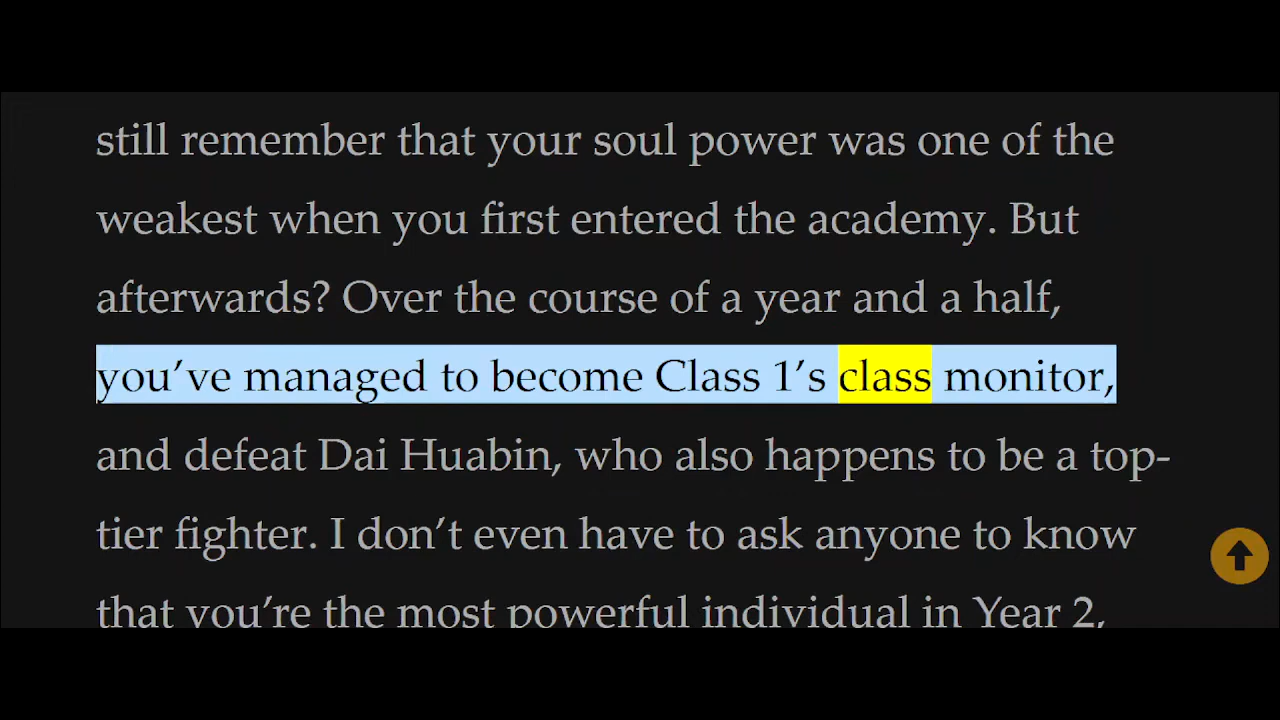 still remember that your soul power was one of the
weakest when you first entered the academy. But
afterwards? Over the course of a year and a half,
you’ve managed to become Class 1’s class monitor,
and defeat Dai Huabin, who also happens to be a top-
tier fighter. I don’t even have to ask anyone to know
that you’re the most powerful individual in Year 2,